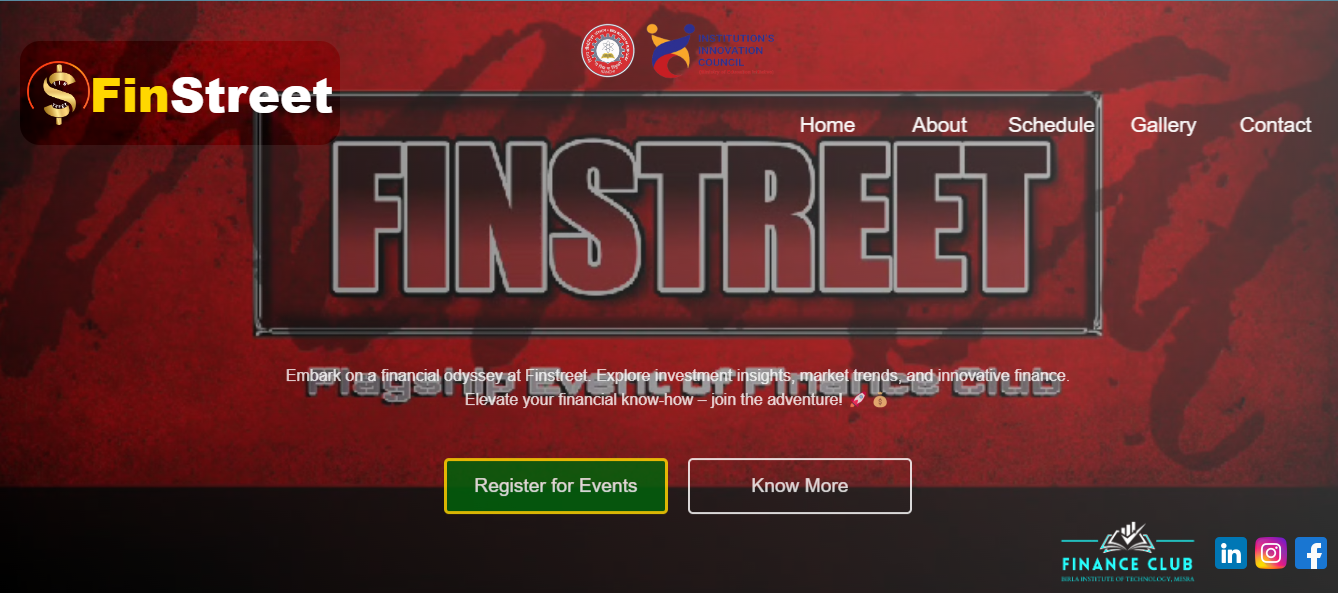 INSTITUTION'S
INNOVATION
COUNCIL
FinStreet
Home About Schedule Gallery Contact
FINSTREET
Flagship Event of Finance Club
Embark on a financial odyssey at Finstreet. Explore investment insights, market trends, and innovative finance.
Elevate your financial know-how – join the adventure! 🚀 💰
Register for Events Know More
FINANCE CLUB
BIRLA INSTITUTE OF TECHNOLOGY, MESRA
in